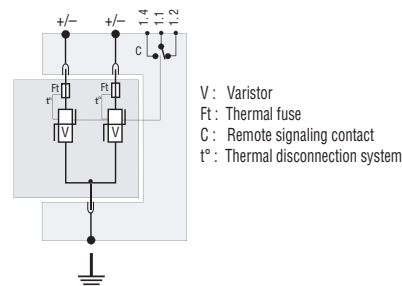 +/–  +/–  1.4  1.1  1.2
C
Ft  Ft
t°  t°
V  V
V :  Varistor
Ft :  Thermal fuse
C :  Remote signaling contact
t° :  Thermal disconnection system